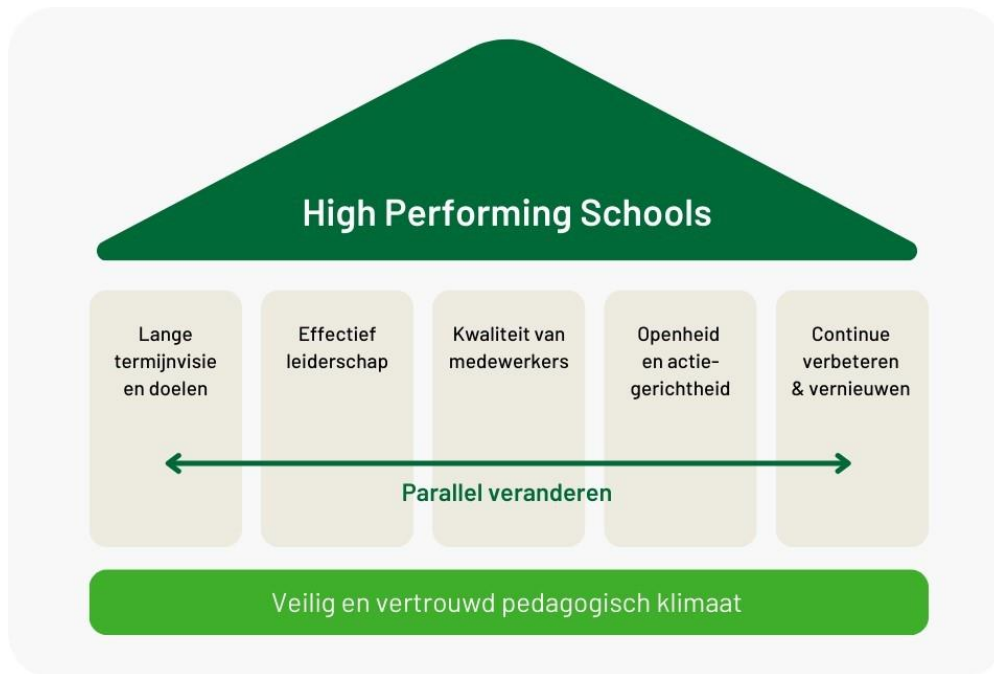 High Performing Schools
Lange
termijnvisie
en doelen
Effectief
leiderschap
Kwaliteit van
medewerkers
Openheid
en actie-
gerichtheid
Continue
verbeteren
& vernieuwen
Parallel veranderen
Veilig en vertrouwd pedagogisch klimaat